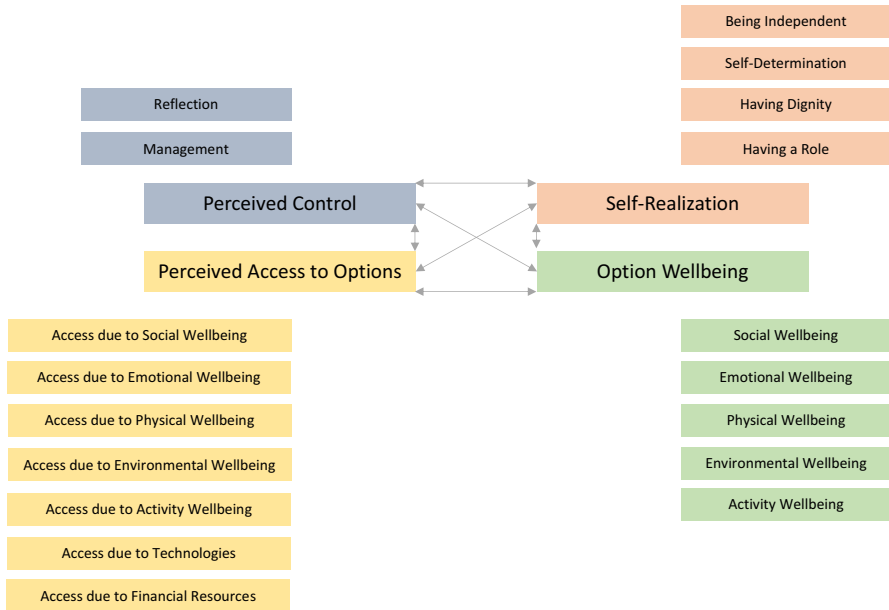 Being Independent
Self-Determination
Reflection
Having Dignity
Management
Having a Role
Perceived Control
Self-Realization
Perceived Access to Options
Option Wellbeing
Access due to Social Wellbeing
Social Wellbeing
Access due to Emotional Wellbeing
Emotional Wellbeing
Access due to Physical Wellbeing
Physical Wellbeing
Access due to Environmental Wellbeing
Environmental Wellbeing
Access due to Activity Wellbeing
Activity Wellbeing
Access due to Technologies
Access due to Financial Resources